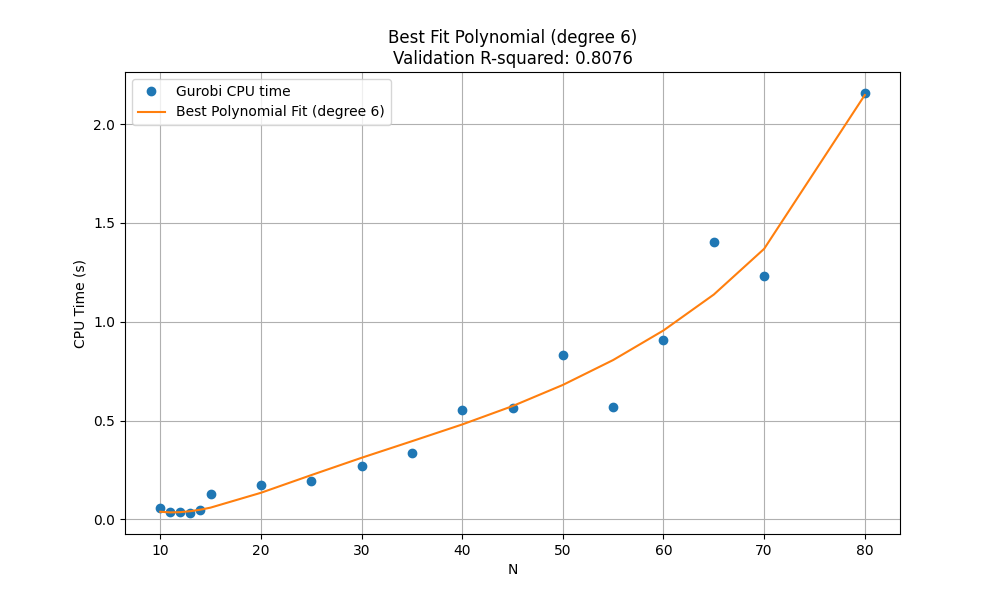 Best Fit Polynomial (degree 6)
Validation R-squared: 0.8076
Gurobi CPU time
Best Polynomial Fit (degree 6)
2.0
1.5
1.0
0.5
0.0
CPU Time (s)
10 20 30 40 50 60 70 80
N